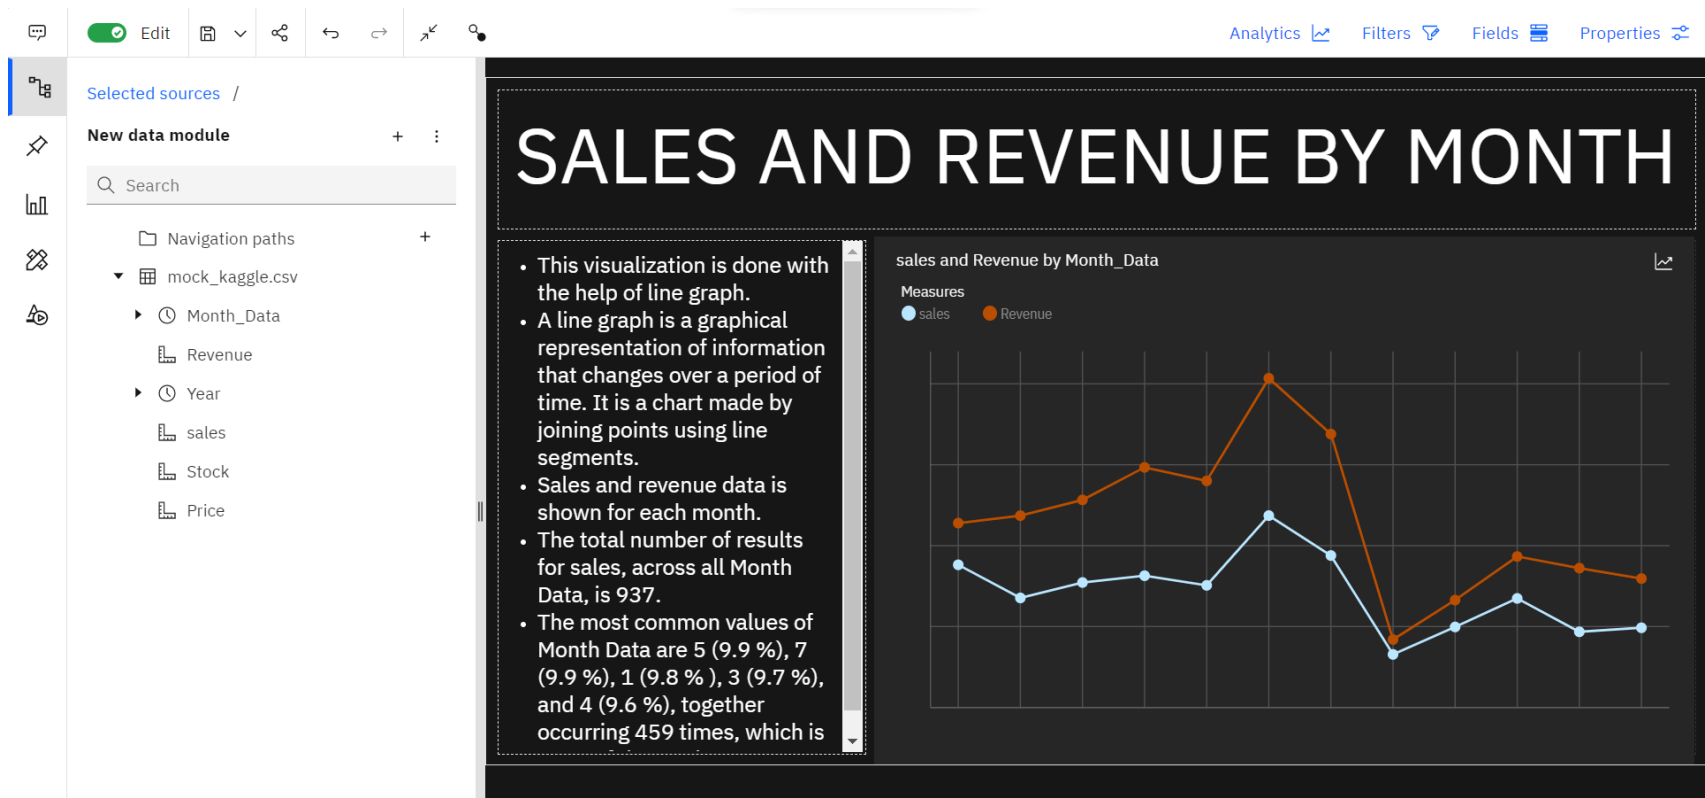 Edit
Analytics
Filters
Fields
Properties
Selected sources /
New data module
Search
Navigation paths
mock_kaggle.csv
Month_Data
Revenue
Year
sales
Stock
Price
SALES AND REVENUE BY MONTH
• This visualization is done with
the help of line graph.
• A line graph is a graphical
representation of information
that changes over a period of
time. It is a chart made by
joining points using line
segments.
• Sales and revenue data is
shown for each month.
• The total number of results
for sales, across all Month
Data, is 937.
• The most common values of
Month Data are 5 (9.9 %), 7
(9.9 %), 1 (9.8 % ), 3 (9.7 %),
and 4 (9.6 %), together
occurring 459 times, which is
sales and Revenue by Month_Data
Measures
sales
Revenue